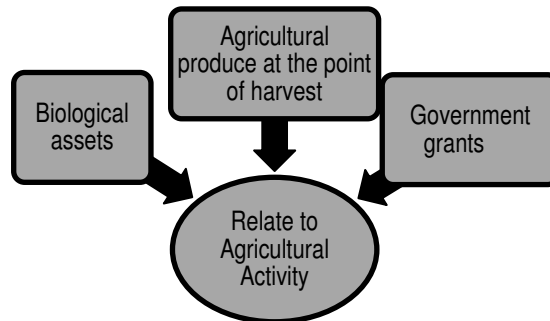 Biological
assets
Agricultural
produce at the point
of harvest
Government
grants
Relate to
Agricultural
Activity